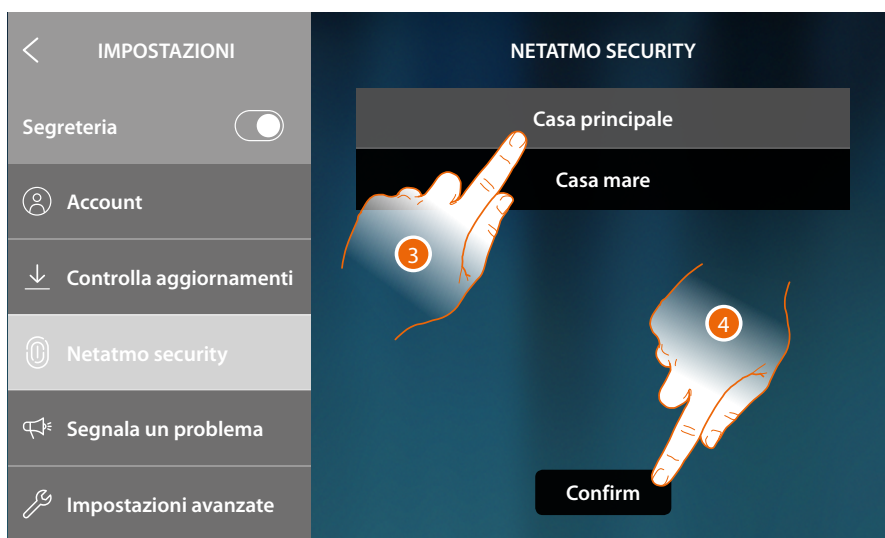 IMPOSTAZIONI
Segreteria
Account
Controlla aggiornamenti
Netatmo security
Segnala un problema
Impostazioni avanzate
NETATMO SECURITY
Casa principale
Casa mare
3
4
Confirm